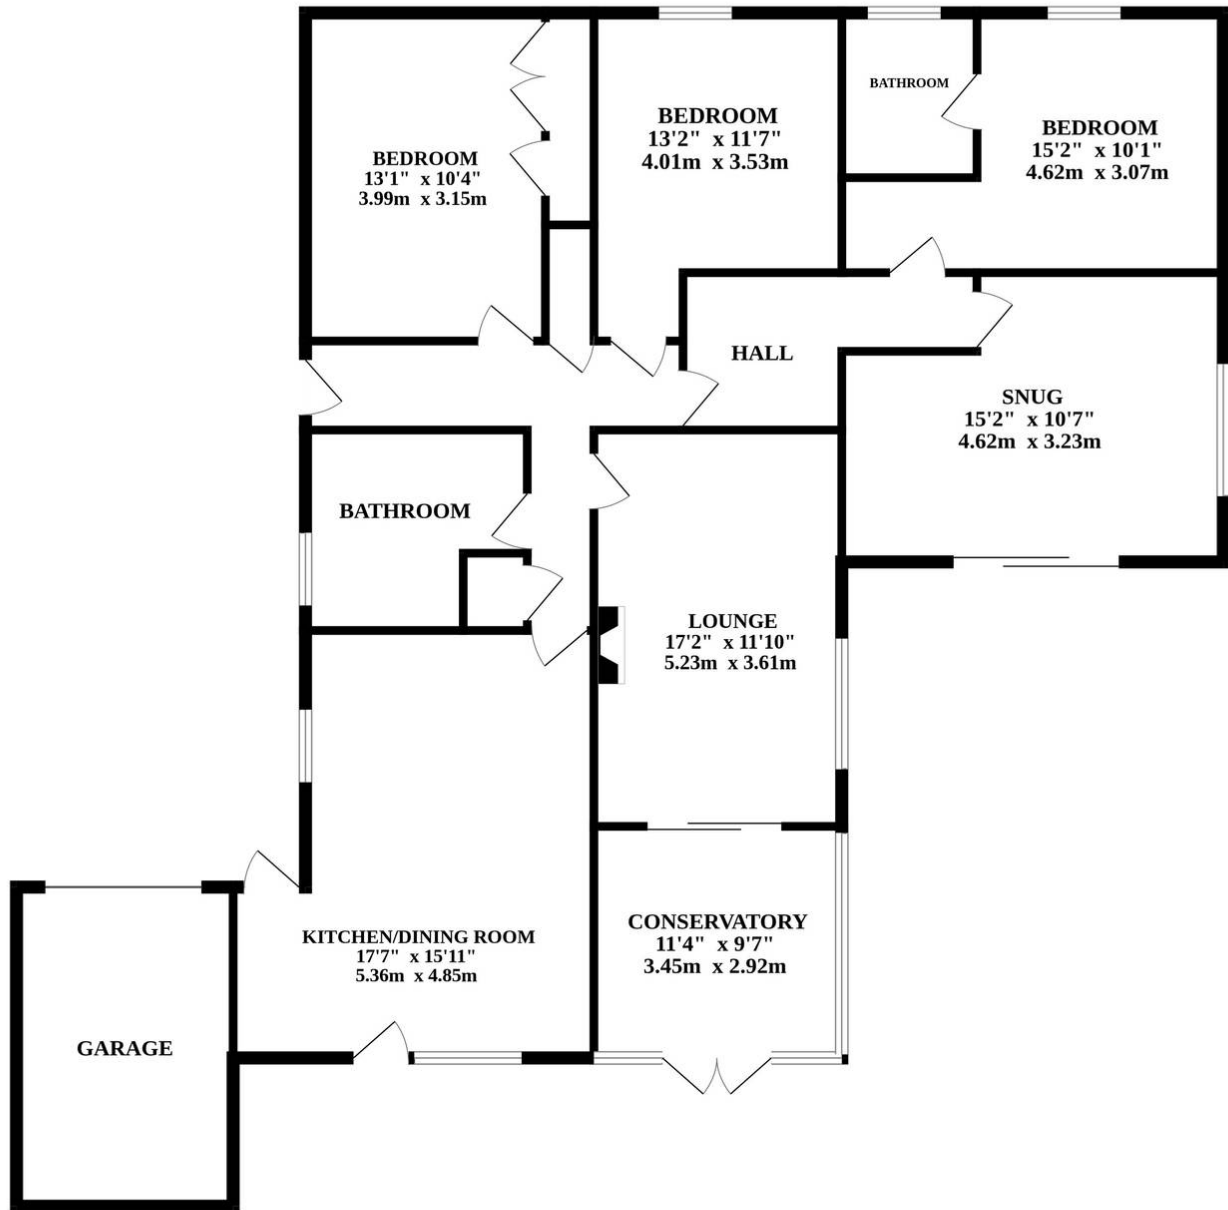 BEDROOM
13'1" x 10'4"
3.99m x 3.15m
BEDROOM
13'2" x 11'7"
4.01m x 3.53m
BATHROOM
BEDROOM
15'2" x 10'1"
4.62m x 3.07m
HALL
SNUG
15'2" x 10'7"
4.62m x 3.23m
BATHROOM
LOUNGE
17'2" x 11'10"
5.23m x 3.61m
KITCHEN/DINING ROOM
17'7" x 15'11"
5.36m x 4.85m
CONSERVATORY
11'4" x 9'7"
3.45m x 2.92m
GARAGE